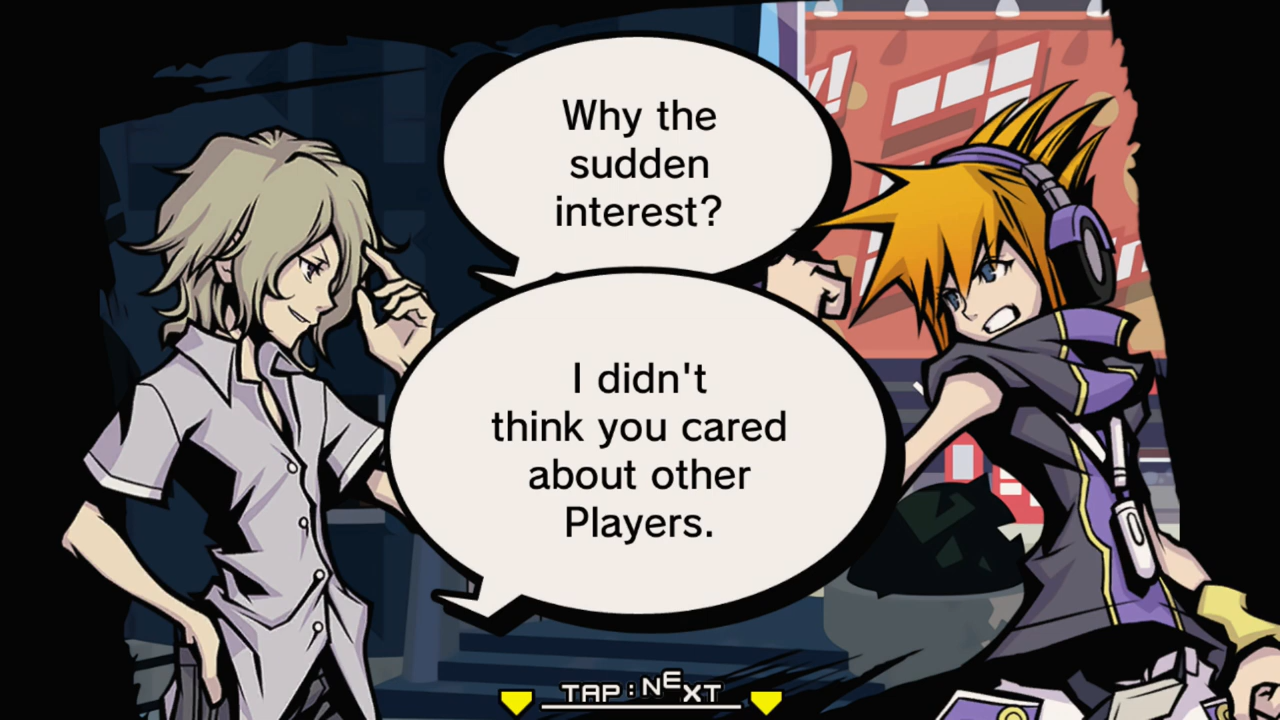 Why the
sudden
interest?
I didn't
think you cared
about other
Players.
TAP:NEXT